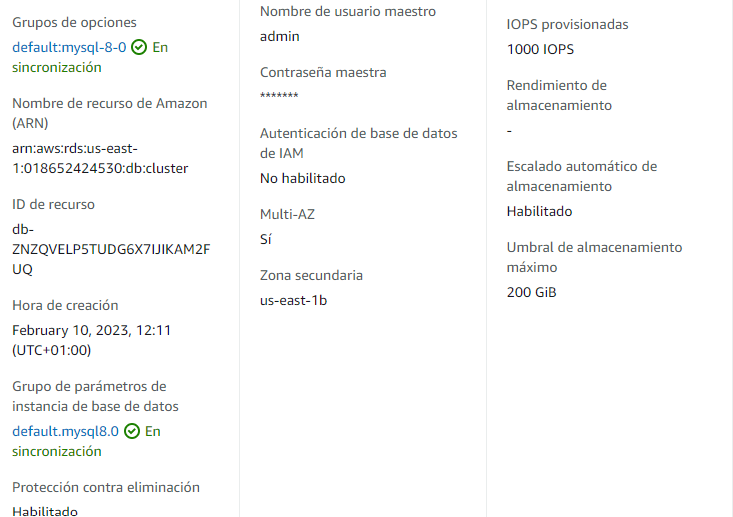 Grupos de opciones
default:mysql-8-0 En
sincronización
Nombre de recurso de Amazon
(ARN)
arn:aws:rds:us-east-
1:018652424530:db:cluster
ID de recurso
db-
ZNZQVELP5TUDG6X7IJIKAM2F
UQ
Hora de creación
February 10, 2023, 12:11
(UTC+01:00)
Grupo de parámetros de
instancia de base de datos
default.mysql8.0 En
sincronización
Protección contra eliminación
Habilitado
Nombre de usuario maestro
admin
Contraseña maestra
*******
Autenticación de base de datos
de IAM
No habilitado
Multi-AZ
Sí
Zona secundaria
us-east-1b
IOPS provisionadas
1000 IOPS
Rendimiento de
almacenamiento
-
Escalado automático de
almacenamiento
Habilitado
Umbral de almacenamiento
máximo
200 GiB